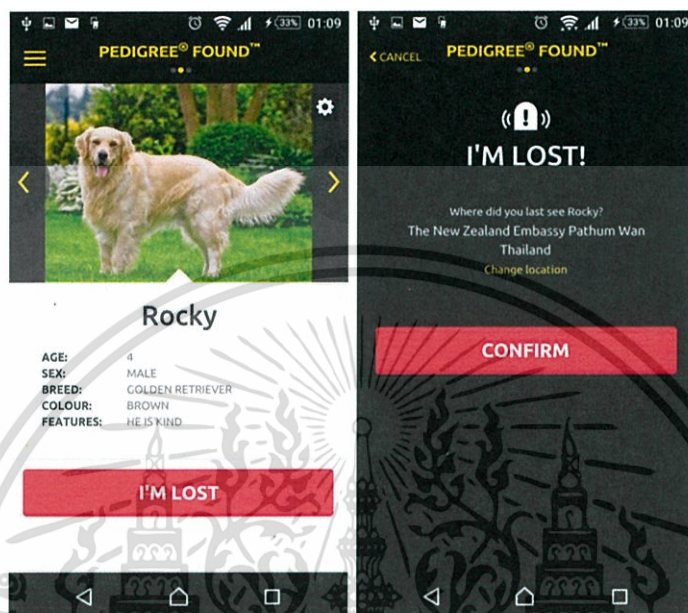 33% 01:09
PEDIGREE® FOUND™
Rocky
AGE: 4
SEX: MALE
BREED: GOLDEN RETRIEVER
COLOUR: BROWN
FEATURES: HE IS KIND
I'M LOST
33% 01:09
CANCEL PEDIGREE® FOUND™
I'M LOST!
Where did you last see Rocky?
The New Zealand Embassy Pathum Wan
Thailand
Change location
CONFIRM